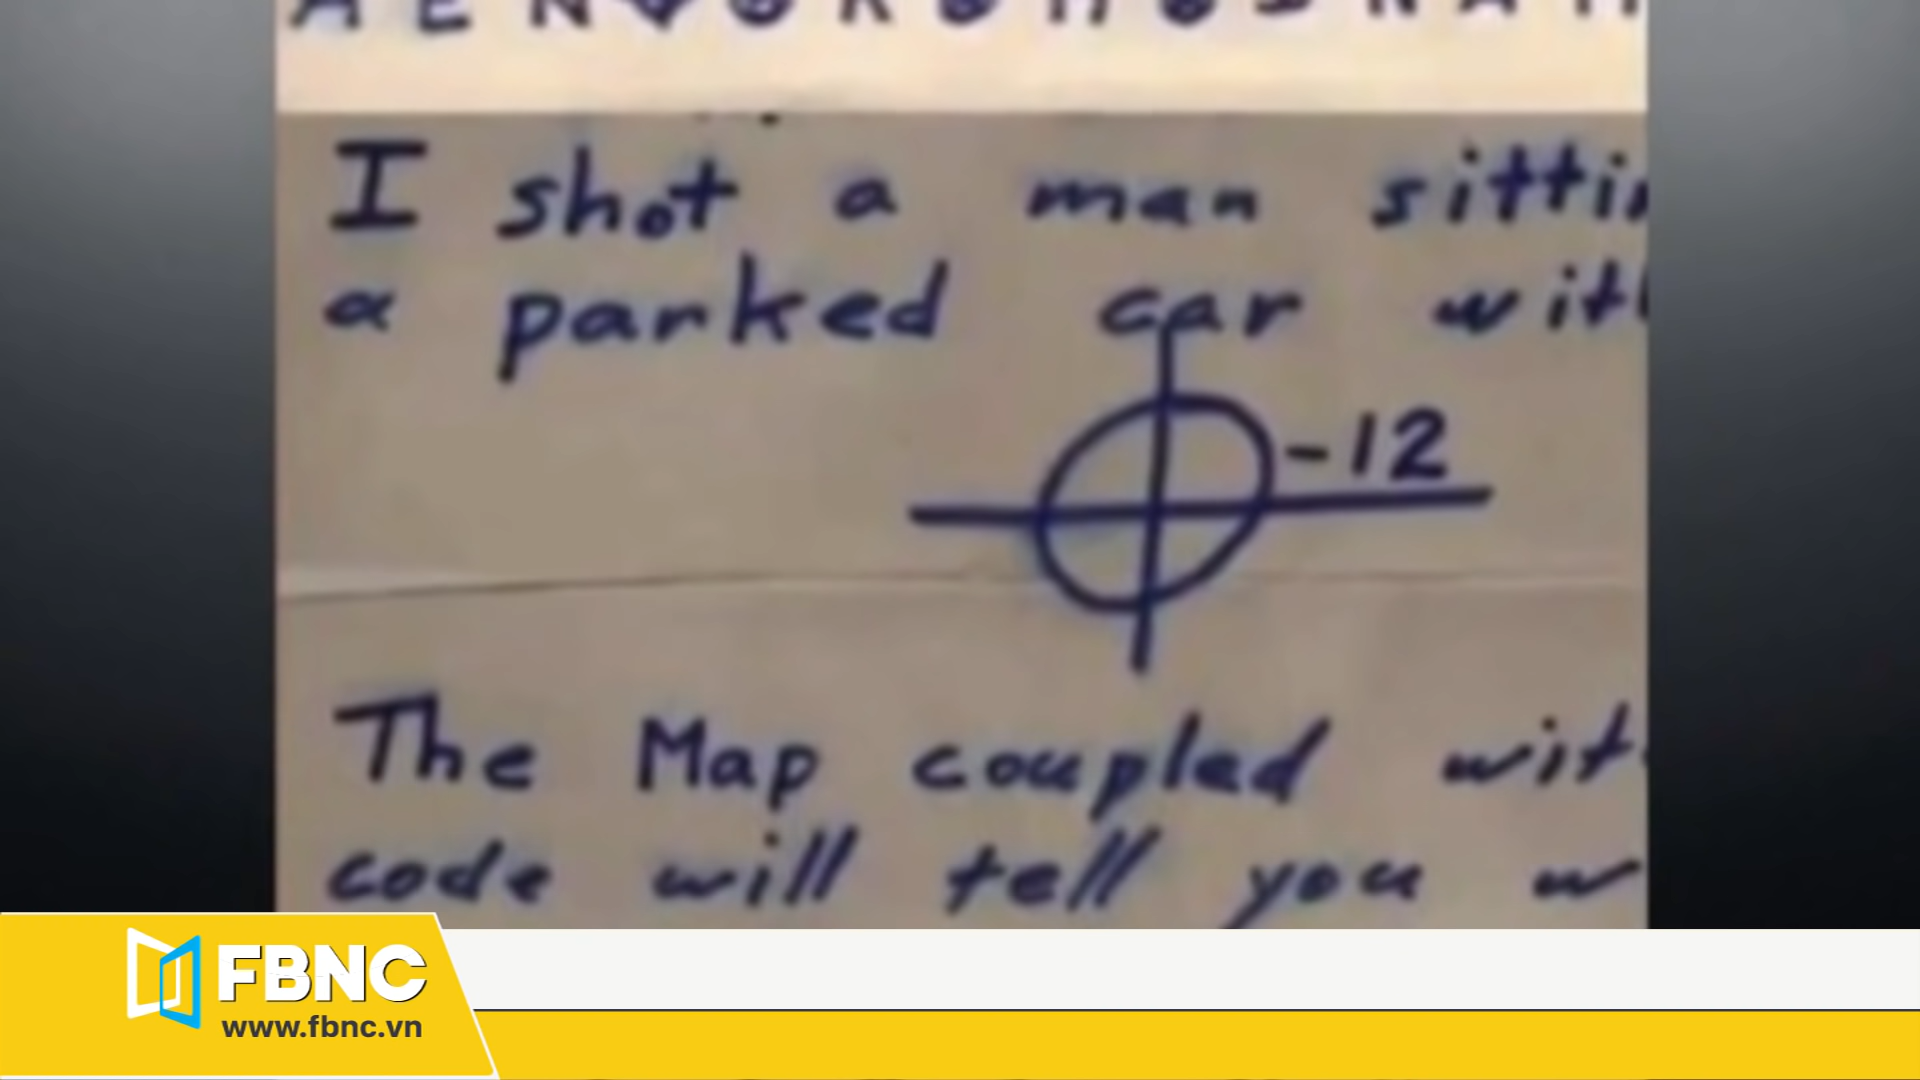 I shot a man
a parked car
-12
The Map coupled
code will tell you
FBNC
www.fbnc.vn